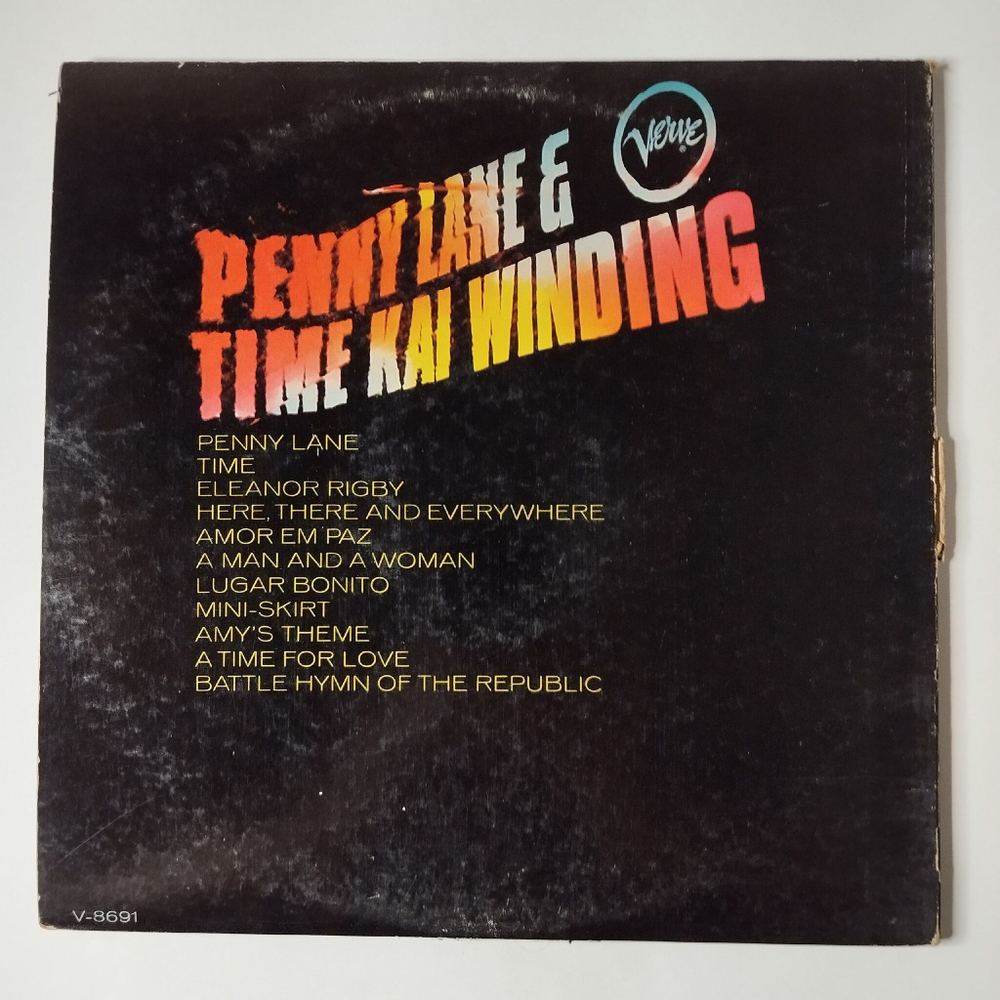 Verve
PENNY LANE &
TIME KAI WINDING
PENNY LANE
TIME
ELEANOR RIGBY
HERE, THERE AND EVERYWHERE
AMOR EM PAZ
A MAN AND A WOMAN
LUGAR BONITO
MINI-SKIRT
AMY'S THEME
A TIME FOR LOVE
BATTLE HYMN OF THE REPUBLIC
V-8691